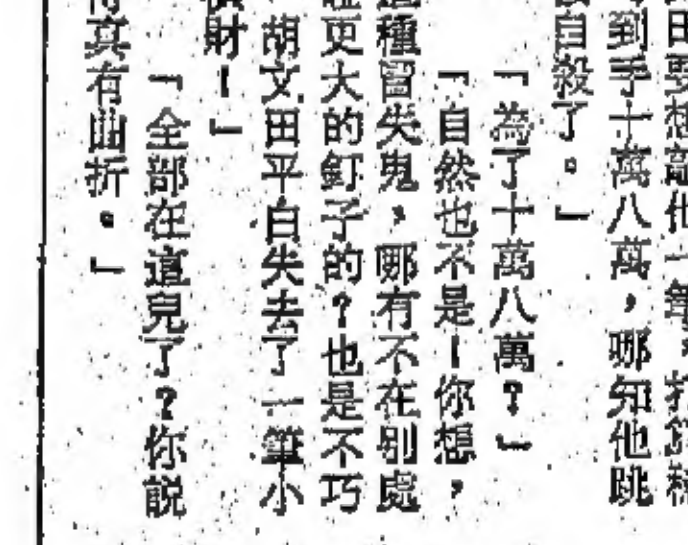 田要想敲他一筆，打算
到手十萬八萬，哪知他跳
自殺了。」
「為了十萬八萬？」
「自然也不是！你想，
種冒失鬼，哪有不在別處
更大的釘子的？也是不巧
胡文田平白失去了一筆小
財！」
「全部在這兒了？你説
真有曲折。」